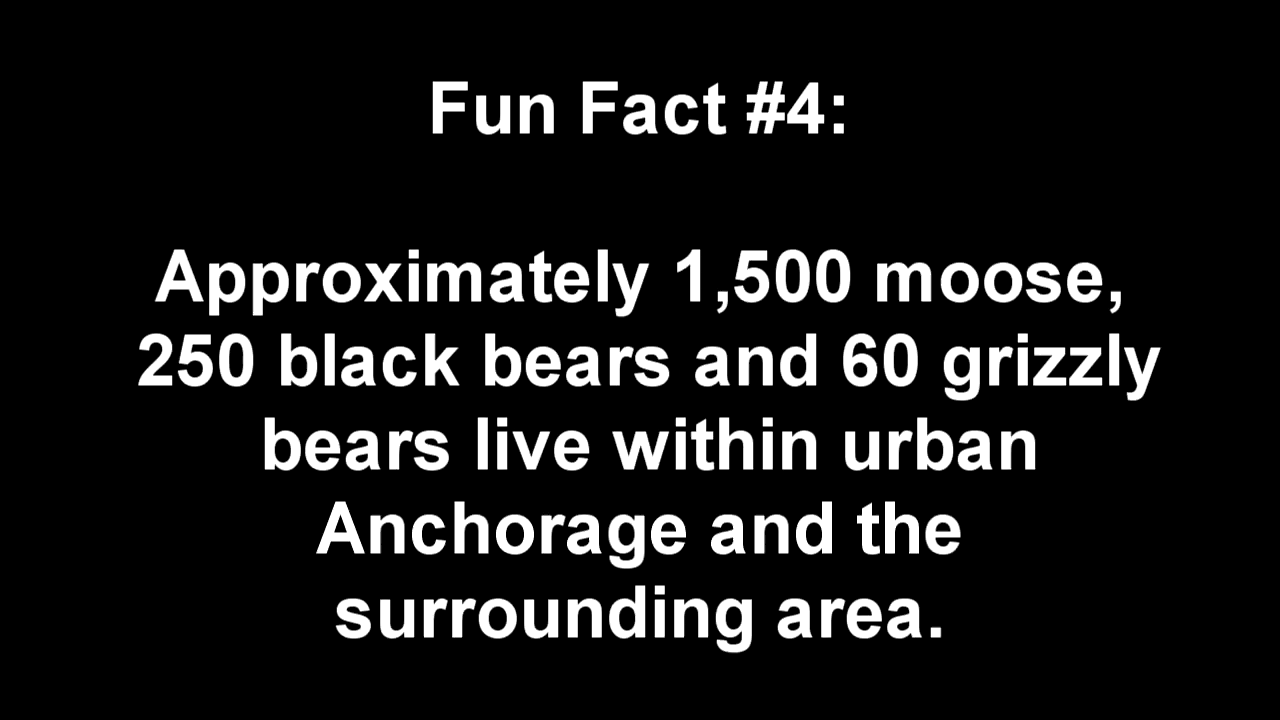 Fun Fact #4:
Approximately 1,500 moose,
250 black bears and 60 grizzly
bears live within urban
Anchorage and the
surrounding area.